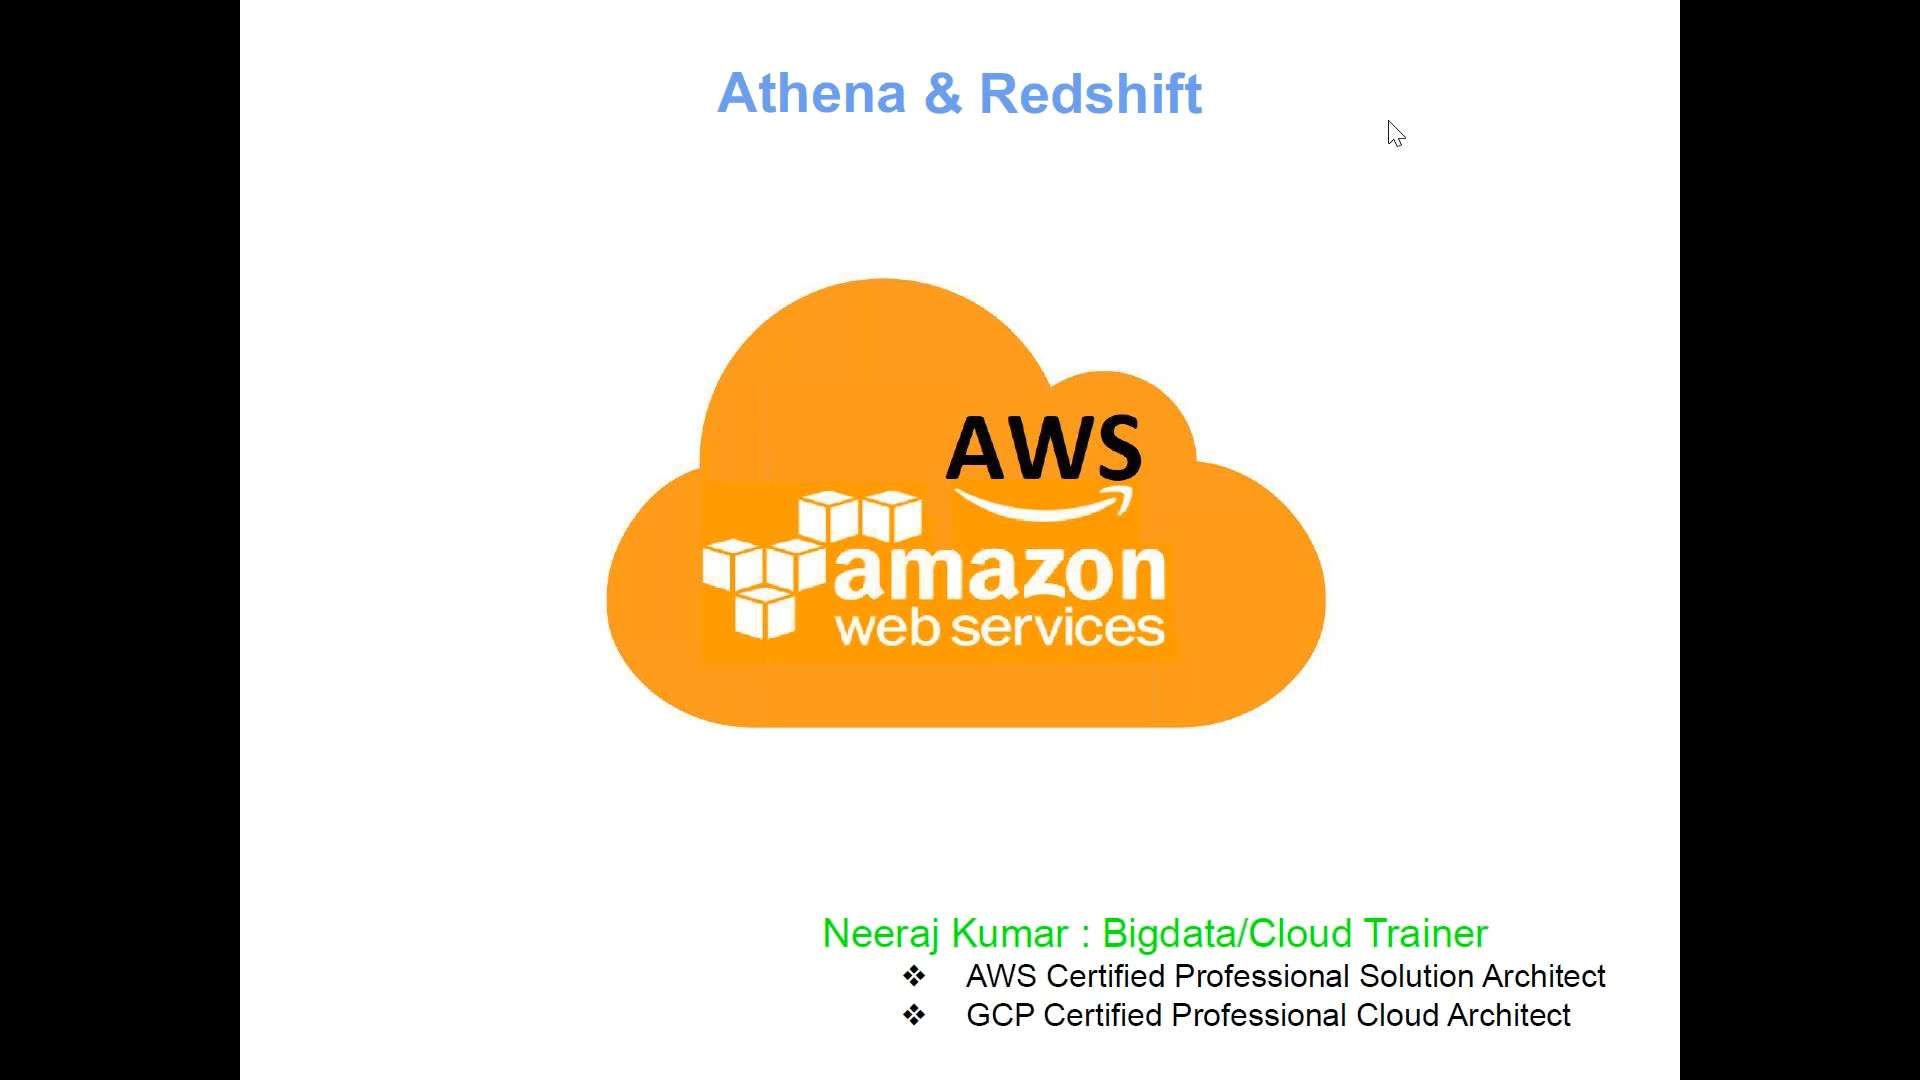 Athena & Redshift
AWS
amazon
web services
Neeraj Kumar : Bigdata/Cloud Trainer
❖ AWS Certified Professional Solution Architect
❖ GCP Certified Professional Cloud Architect